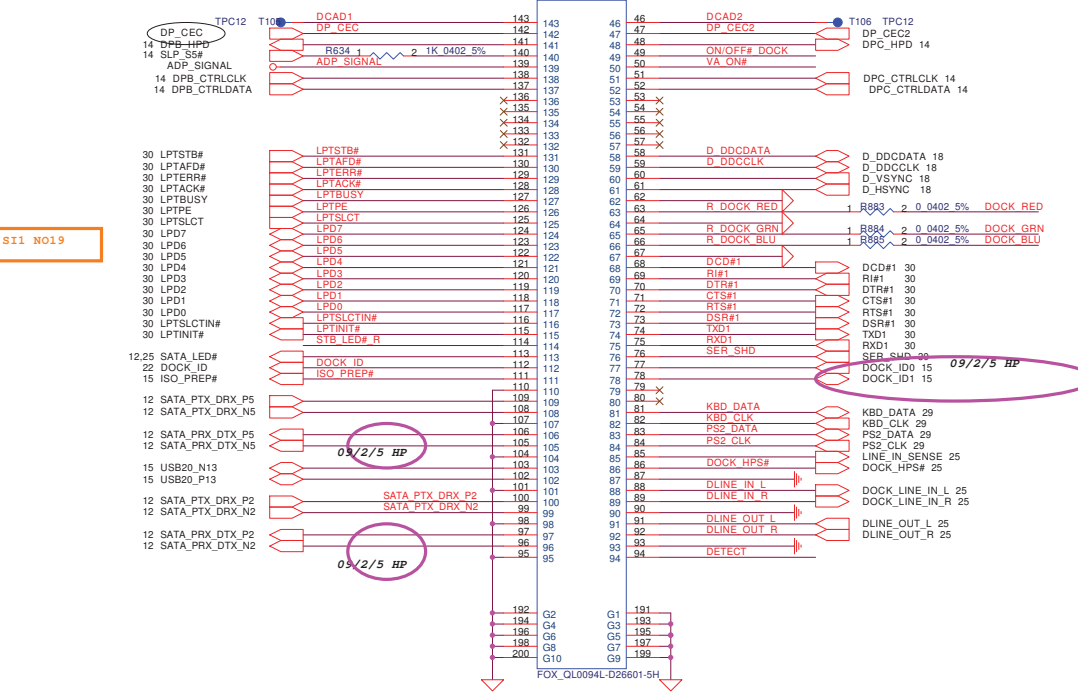 TPC12 T10 DCAD1 143 143 46 46 DCAD2 T106 TPC12
DP_CEC DP_CEC 142 142 47 47 DP_CEC2 DP_CEC2
14 DPB_HPD 141 141 48 48 DPC_HPD 14
14 SLP_S5# R634 1 2 1K_0402_5% 140 140 49 49 ON/OFF# DOCK
ADP_SIGNAL ADP_SIGNAL 139 139 50 50 VA_ON#
14 DPB_CTRLCLK 138 138 51 51 DPC_CTRLCLK 14
14 DPB_CTRLDATA 137 137 52 52 DPC_CTRLDATA 14
136 136 53 53
135 135 54 54
134 134 55 55
133 133 56 56
132 132 57 57
30 LPTSTB# LPTSTB# 131 131 58 58 D_DDCDATA D_DDCDATA 18
30 LPTAFD# LPTAFD# 130 130 59 59 D_DDCCLK D_DDCCLK 18
30 LPTERR# LPTERR# 129 129 60 60 D_VSYNC 18
30 LPTACK# LPTACK# 128 128 61 61 D_HSYNC 18
30 LPTBUSY LPTBUSY 127 127 62 62
30 LPTPE LPTPE 126 126 63 63 R_DOCK_RED 1 R883 2 0_0402_5% DOCK_RED
30 LPTSLCT LPTSLCT 125 125 64 64
30 LPD7 LPD7 124 124 65 65 R_DOCK_GRN 1 R884 2 0_0402_5% DOCK_GRN
SI1 NO19
30 LPD6 LPD6 123 123 66 66 R_DOCK_BLU 1 R885 2 0_0402_5% DOCK_BLU
30 LPD5 LPD5 122 122 67 67
30 LPD4 LPD4 121 121 68 68 DCD#1 DCD#1 30
30 LPD3 LPD3 120 120 69 69 RI#1 RI#1 30
30 LPD2 LPD2 119 119 70 70 DTR#1 DTR#1 30
30 LPD1 LPD1 118 118 71 71 CTS#1 CTS#1 30
30 LPD0 LPD0 117 117 72 72 RTS#1 RTS#1 30
30 LPTSLCTIN# LPTSLCTIN# 116 116 73 73 DSR#1 DSR#1 30
30 LPTINIT# LPTINIT# 115 115 74 74 TXD1 TXD1 30
STB_LED#_R 114 114 75 75 RXD1 RXD1 30
12,25 SATA_LED# 113 113 76 76 SER_SHD SER_SHD 30
22 DOCK_ID DOCK_ID 112 112 77 77 DOCK_ID0 15 09/2/5 HP
15 ISO_PREP# ISO_PREP# 111 111 78 78 DOCK_ID1 15
110 110 79 79
12 SATA_PTX_DRX_P5 109 109 80 80
12 SATA_PTX_DRX_N5 108 108 81 81 KBD_DATA KBD_DATA 29
107 107 82 82 KBD_CLK KBD_CLK 29
12 SATA_PRX_DTX_P5 106 106 83 83 PS2_DATA PS2_DATA 29
12 SATA_PRX_DTX_N5 105 105 84 84 PS2_CLK PS2_CLK 29
09/2/5 HP 104 104 85 85 LINE_IN_SENSE 25
15 USB20_N13 103 103 86 86 DOCK_HPS# DOCK_HPS# 25
15 USB20_P13 102 102 87 87
101 101 88 88 DLINE_IN_L DOCK_LINE_IN_L 25
12 SATA_PTX_DRX_P2 SATA_PTX_DRX_P2 100 100 89 89 DLINE_IN_R DOCK_LINE_IN_R 25
12 SATA_PTX_DRX_N2 SATA_PTX_DRX_N2 99 99 90 90
98 98 91 91 DLINE_OUT_L DLINE_OUT_L 25
12 SATA_PRX_DTX_P2 97 97 92 92 DLINE_OUT_R DLINE_OUT_R 25
12 SATA_PRX_DTX_N2 96 96 93 93
95 95 94 94 DETECT
09/2/5 HP
192 G2 G1 191
194 G4 G3 193
196 G6 G5 195
198 G8 G7 197
200 G10 G9 199
FOX_QL0094L-D26601-5H